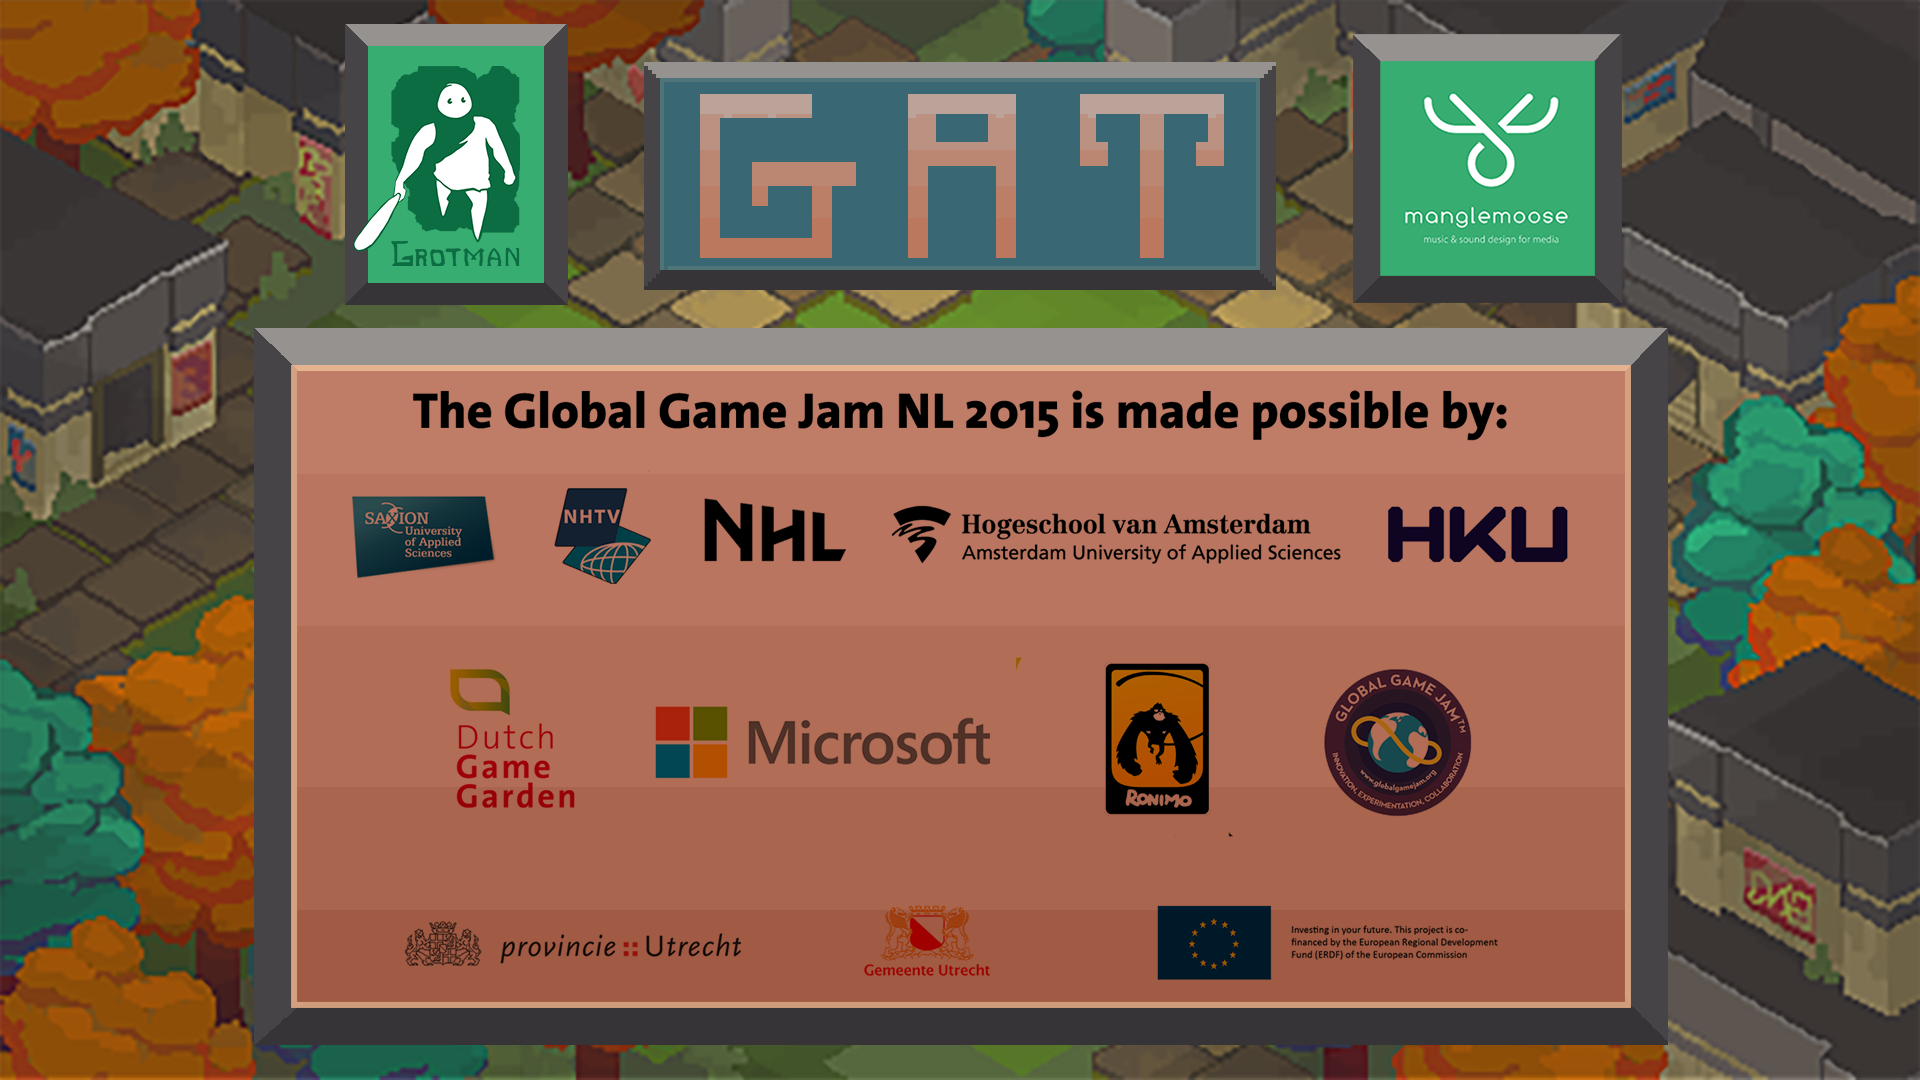 GROTMAN
GAT
manglemoose
music & sound design for media
The Global Game Jam NL 2015 is made possible by:
SAXION
University
of Applied
Sciences
NHTV
NHL
Hogeschool van Amsterdam
Amsterdam University of Applied Sciences
HKU
Dutch
Game
Garden
Microsoft
RONIMO
GLOBAL GAME JAM™
www.globalgamejam.org
INNOVATION, EXPERIMENTATION, COLLABORATION
provincie :: Utrecht
Gemeente Utrecht
Investing in your future. This project is co-
financed by the European Regional Development
Fund (ERDF) of the European Commission